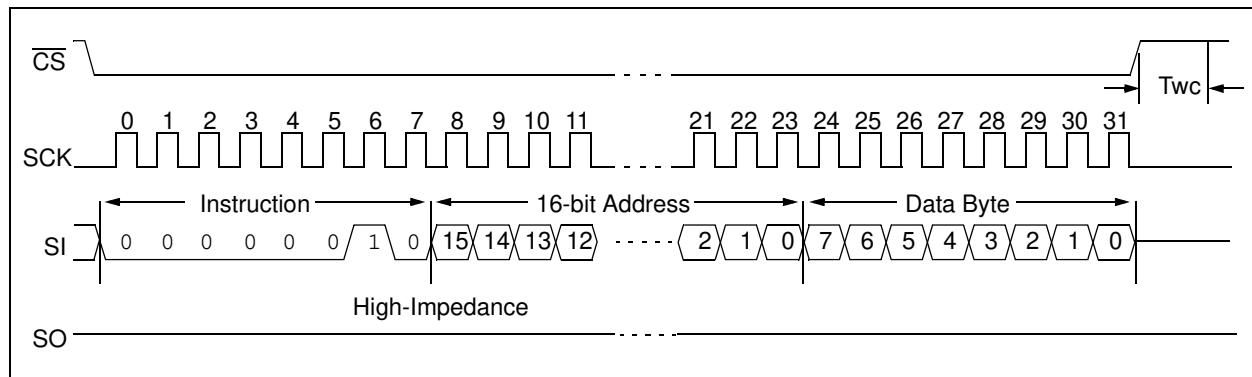 CS
Twc
0 1 2 3 4 5 6 7 8 9 10 11 21 22 23 24 25 26 27 28 29 30 31
SCK
Instruction 16-bit Address Data Byte
SI 0 0 0 0 0 0 1 0 15 14 13 12 2 1 0 7 6 5 4 3 2 1 0
High-Impedance
SO